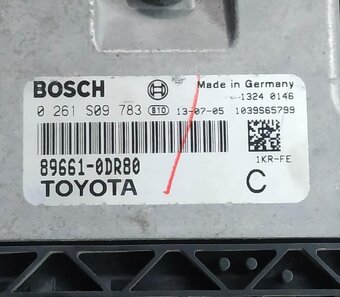 BOSCH Made in Germany
1324 0146
0 261 S09 783 810 13-07-05 1039S65799
89661-0DR80 1KR-FE
TOYOTA C